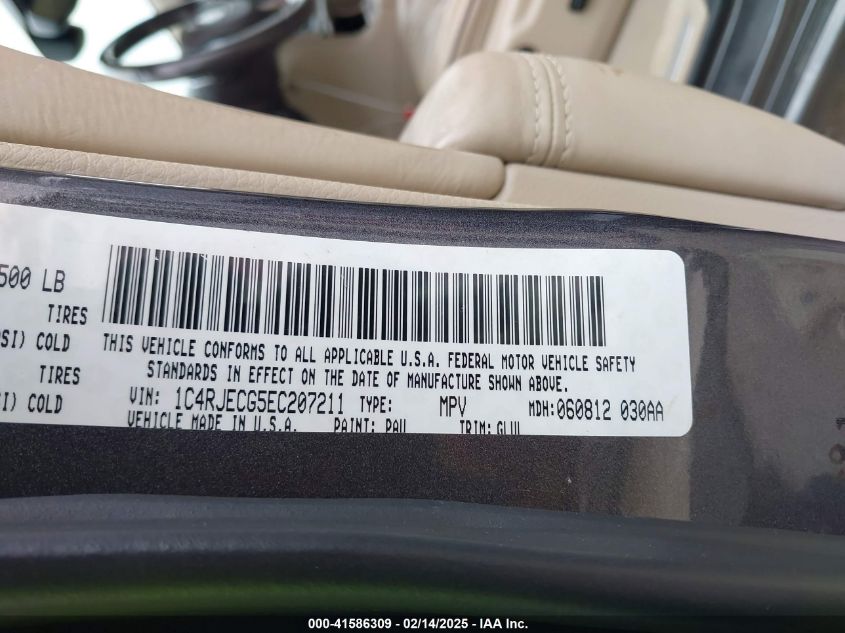 500 LB
TIRES
SI) COLD
TIRES
SI) COLD
THIS VEHICLE CONFORMS TO ALL APPLICABLE U.S.A. FEDERAL MOTOR VEHICLE SAFETY
STANDARDS IN EFFECT ON THE DATE OF MANUFACTURE SHOWN ABOVE.
VIN: 1C4RJECG5EC207211 TYPE: MPV MDH:060812 030AA
VEHICLE MADE IN U.S.A. PAINT: PAU TRIM: GLUL
000-41586309 / 02/14/2025 - IAA Inc.